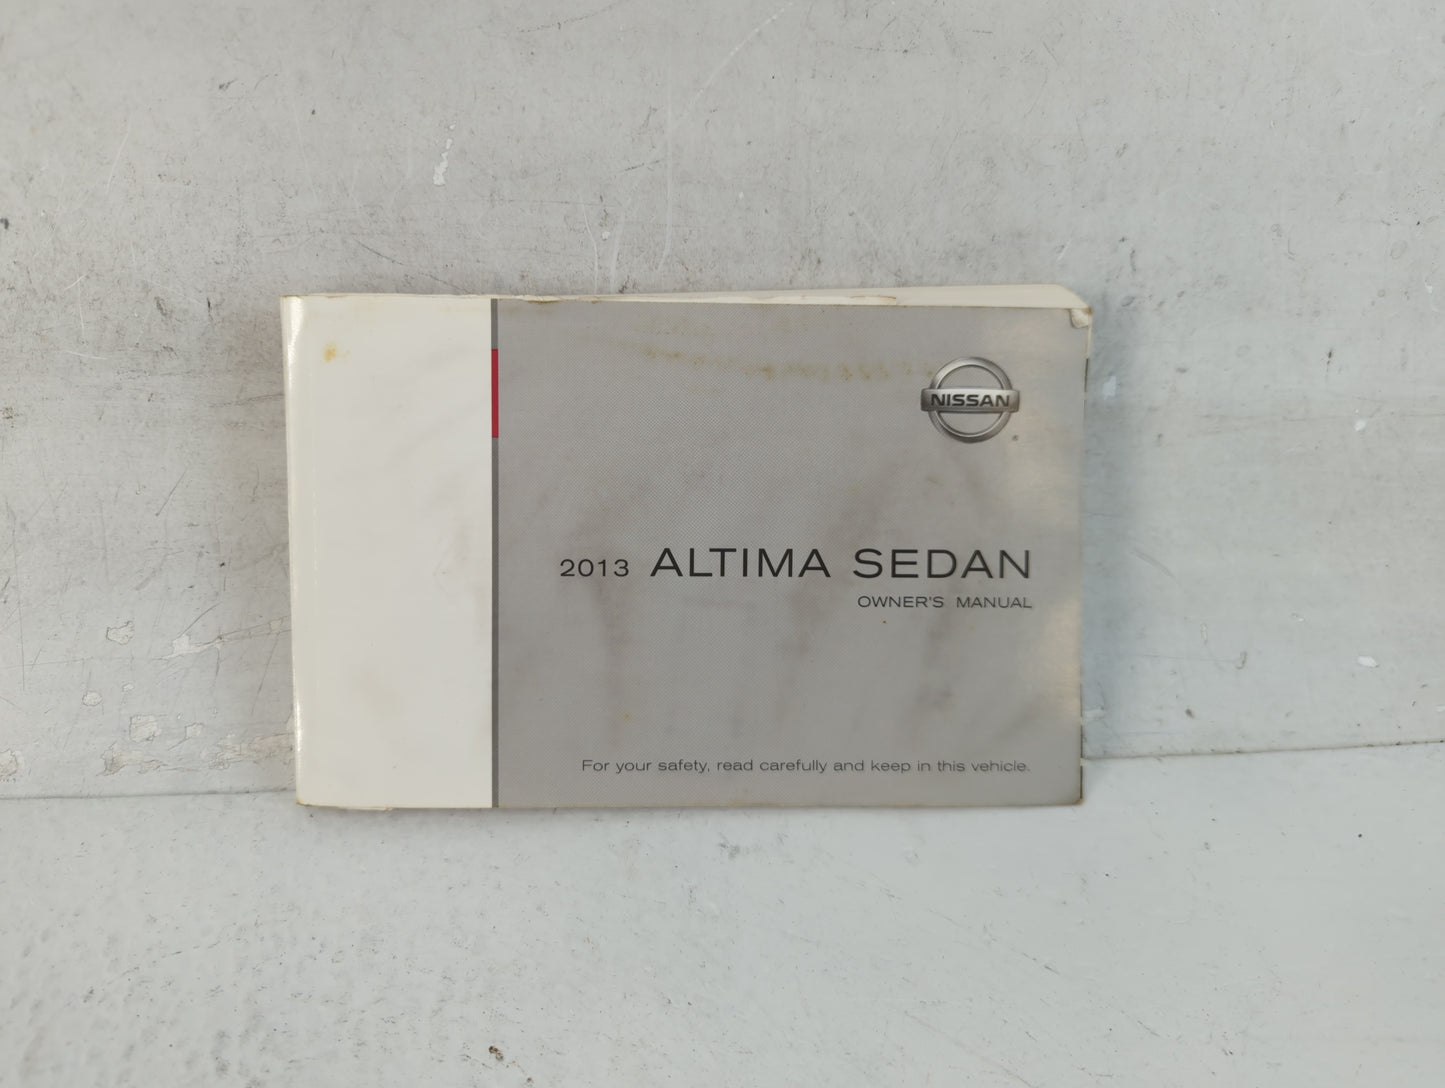 NISSAN
2013 ALTIMA SEDAN
OWNER'S MANUAL
For your safety, read carefully and keep in this vehicle.